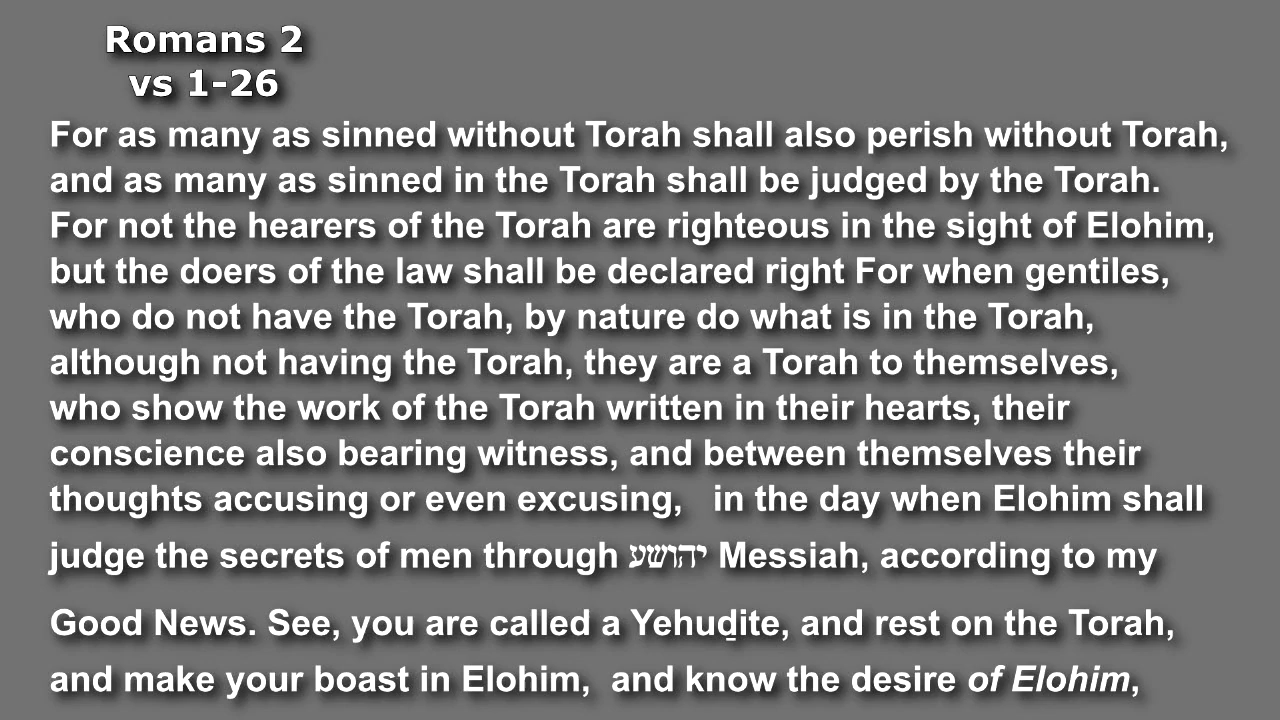 Romans 2
vs 1-26
For as many as sinned without Torah shall also perish without Torah,
and as many as sinned in the Torah shall be judged by the Torah.
For not the hearers of the Torah are righteous in the sight of Elohim,
but the doers of the law shall be declared right For when gentiles,
who do not have the Torah, by nature do what is in the Torah,
although not having the Torah, they are a Torah to themselves,
who show the work of the Torah written in their hearts, their
conscience also bearing witness, and between themselves their
thoughts accusing or even excusing,   in the day when Elohim shall
judge the secrets of men through יהושע Messiah, according to my
Good News. See, you are called a Yehuḏite, and rest on the Torah,
and make your boast in Elohim,  and know the desire of Elohim,